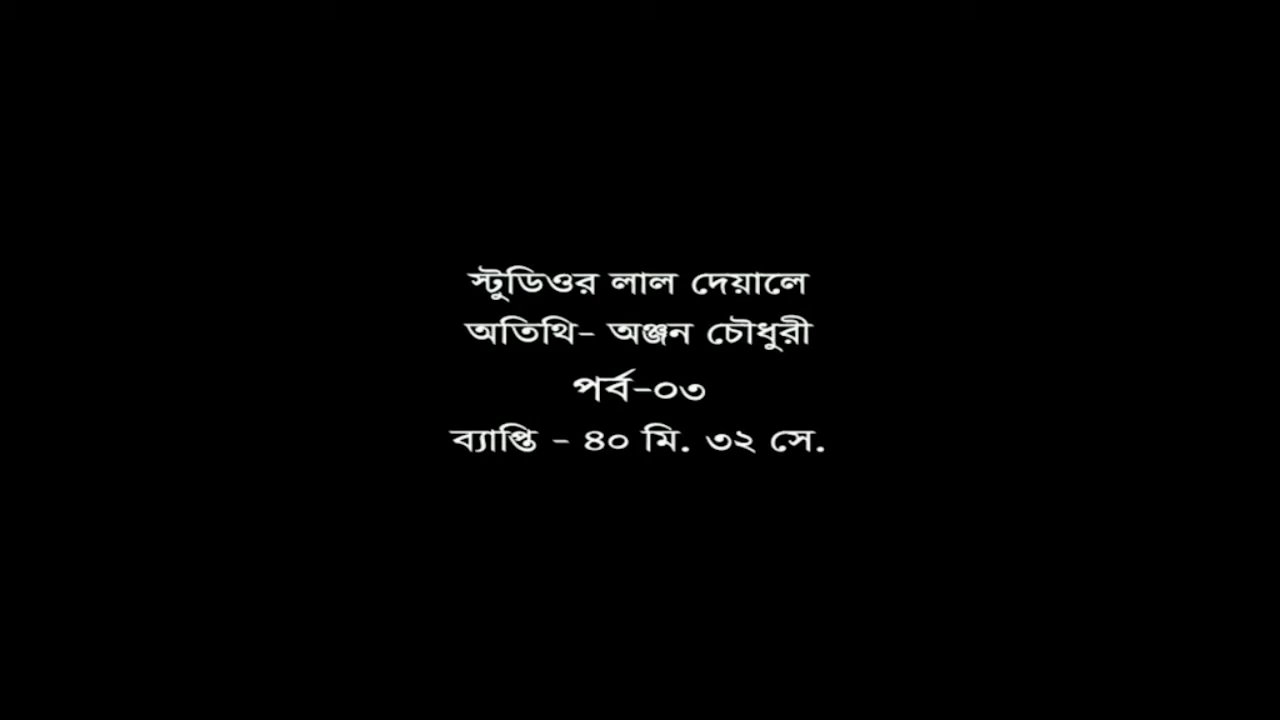 স্টুডিওর লাল দেয়ালে
অতিথি- অঞ্জন চৌধুরী
পর্ব-০৩
ব্যাপ্তি - ৪০ মি. ৩২ সে.